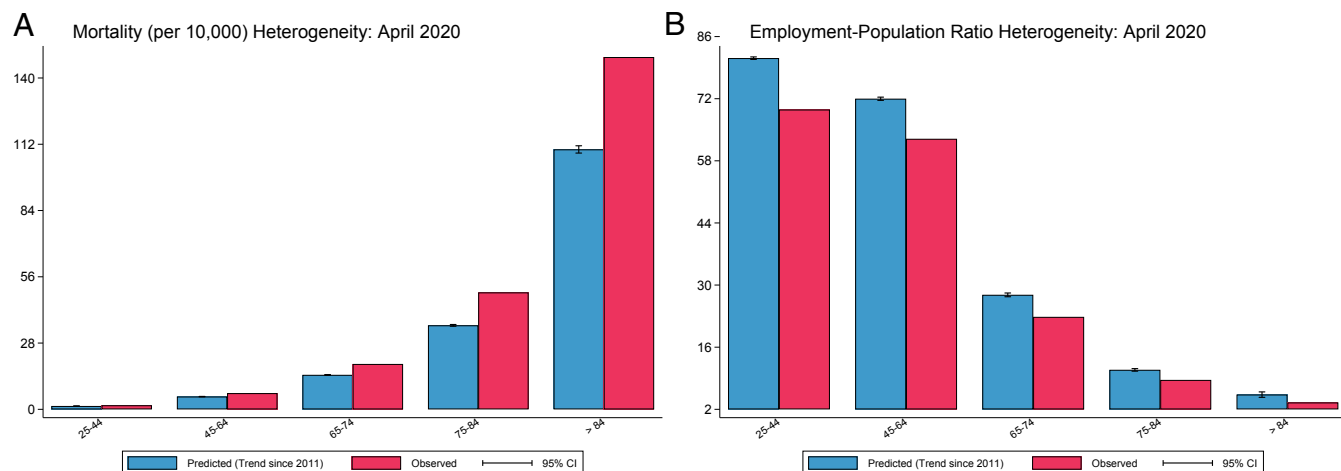 A
Mortality (per 10,000) Heterogeneity: April 2020
140
112
84
56
28
0
25-44
45-64
65-74
75-84
> 84
Predicted (Trend since 2011)
Observed
95% CI
B
Employment-Population Ratio Heterogeneity: April 2020
86
72
58
44
30
16
2
25-44
45-64
65-74
75-84
> 84
Predicted (Trend since 2011)
Observed
95% CI